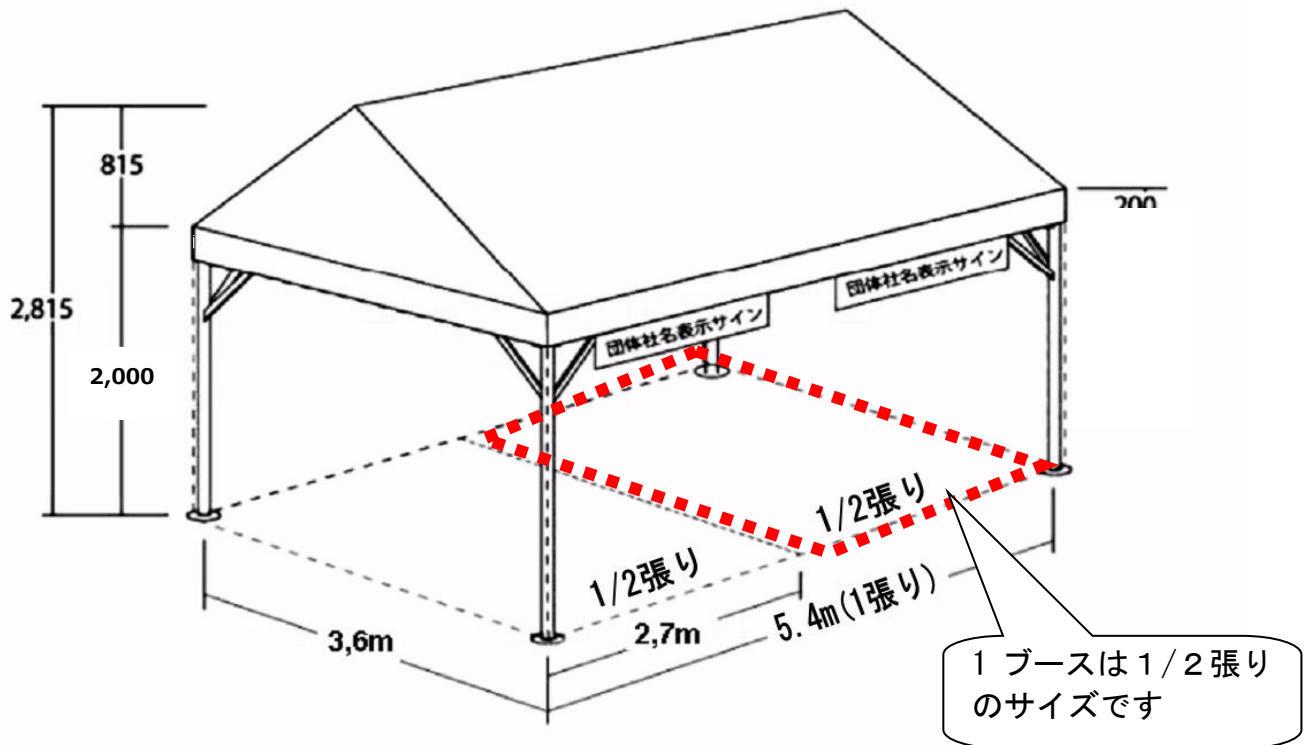 815
200
2,815
2,000
団体社名表示サイン
団体社名表示サイン
1/2張り
1/2張り
3,6m
2,7m
5.4m(1張り)
1 ブースは1/2張り
のサイズです